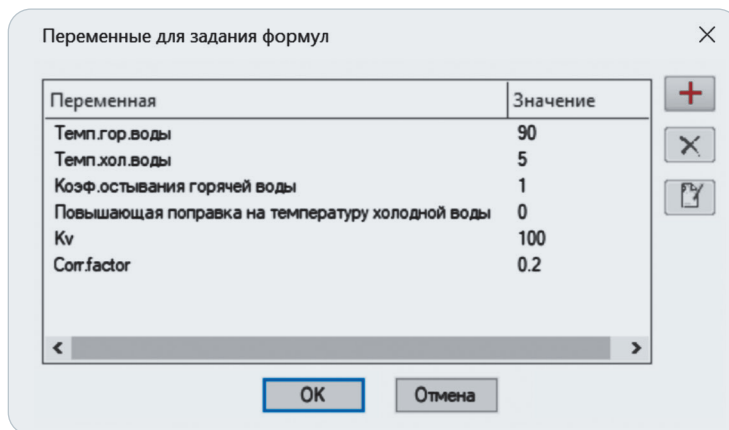 Переменные для задания формул
Переменная Значение
Темп.гор.воды 90
Темп.хол.воды 5
Коэф.остывания горячей воды 1
Повышающая поправка на температуру холодной воды 0
Kv 100
Corr.factor 0.2
OK Отмена